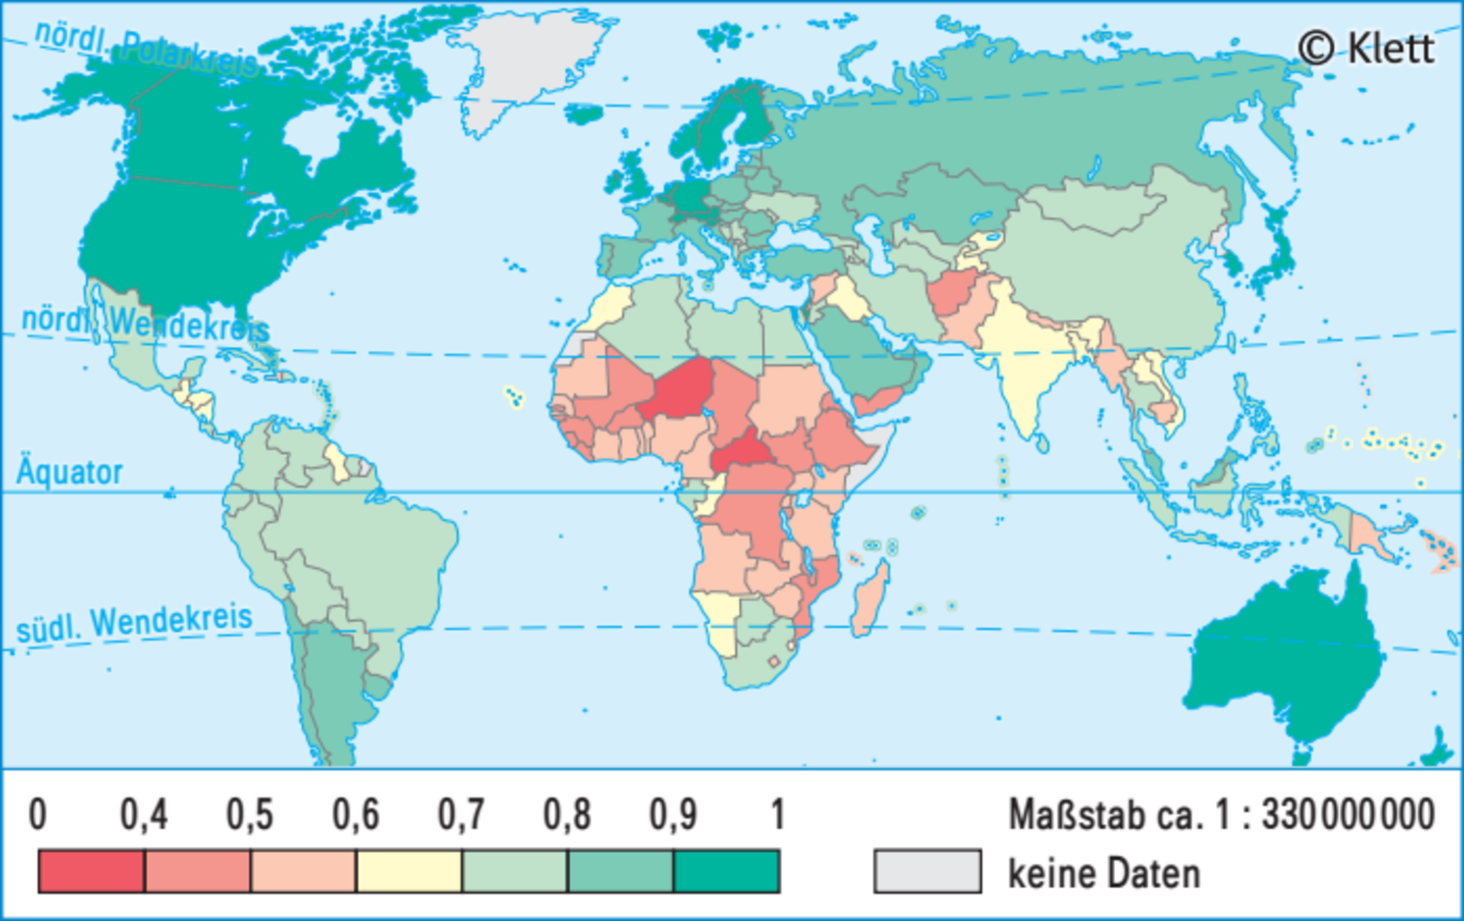 nördl. Polarkreis
© Klett
nördl. Wendekreis
Äquator
südl. Wendekreis
0 0,4 0,5 0,6 0,7 0,8 0,9 1
Maßstab ca. 1 : 330 000 000
keine Daten